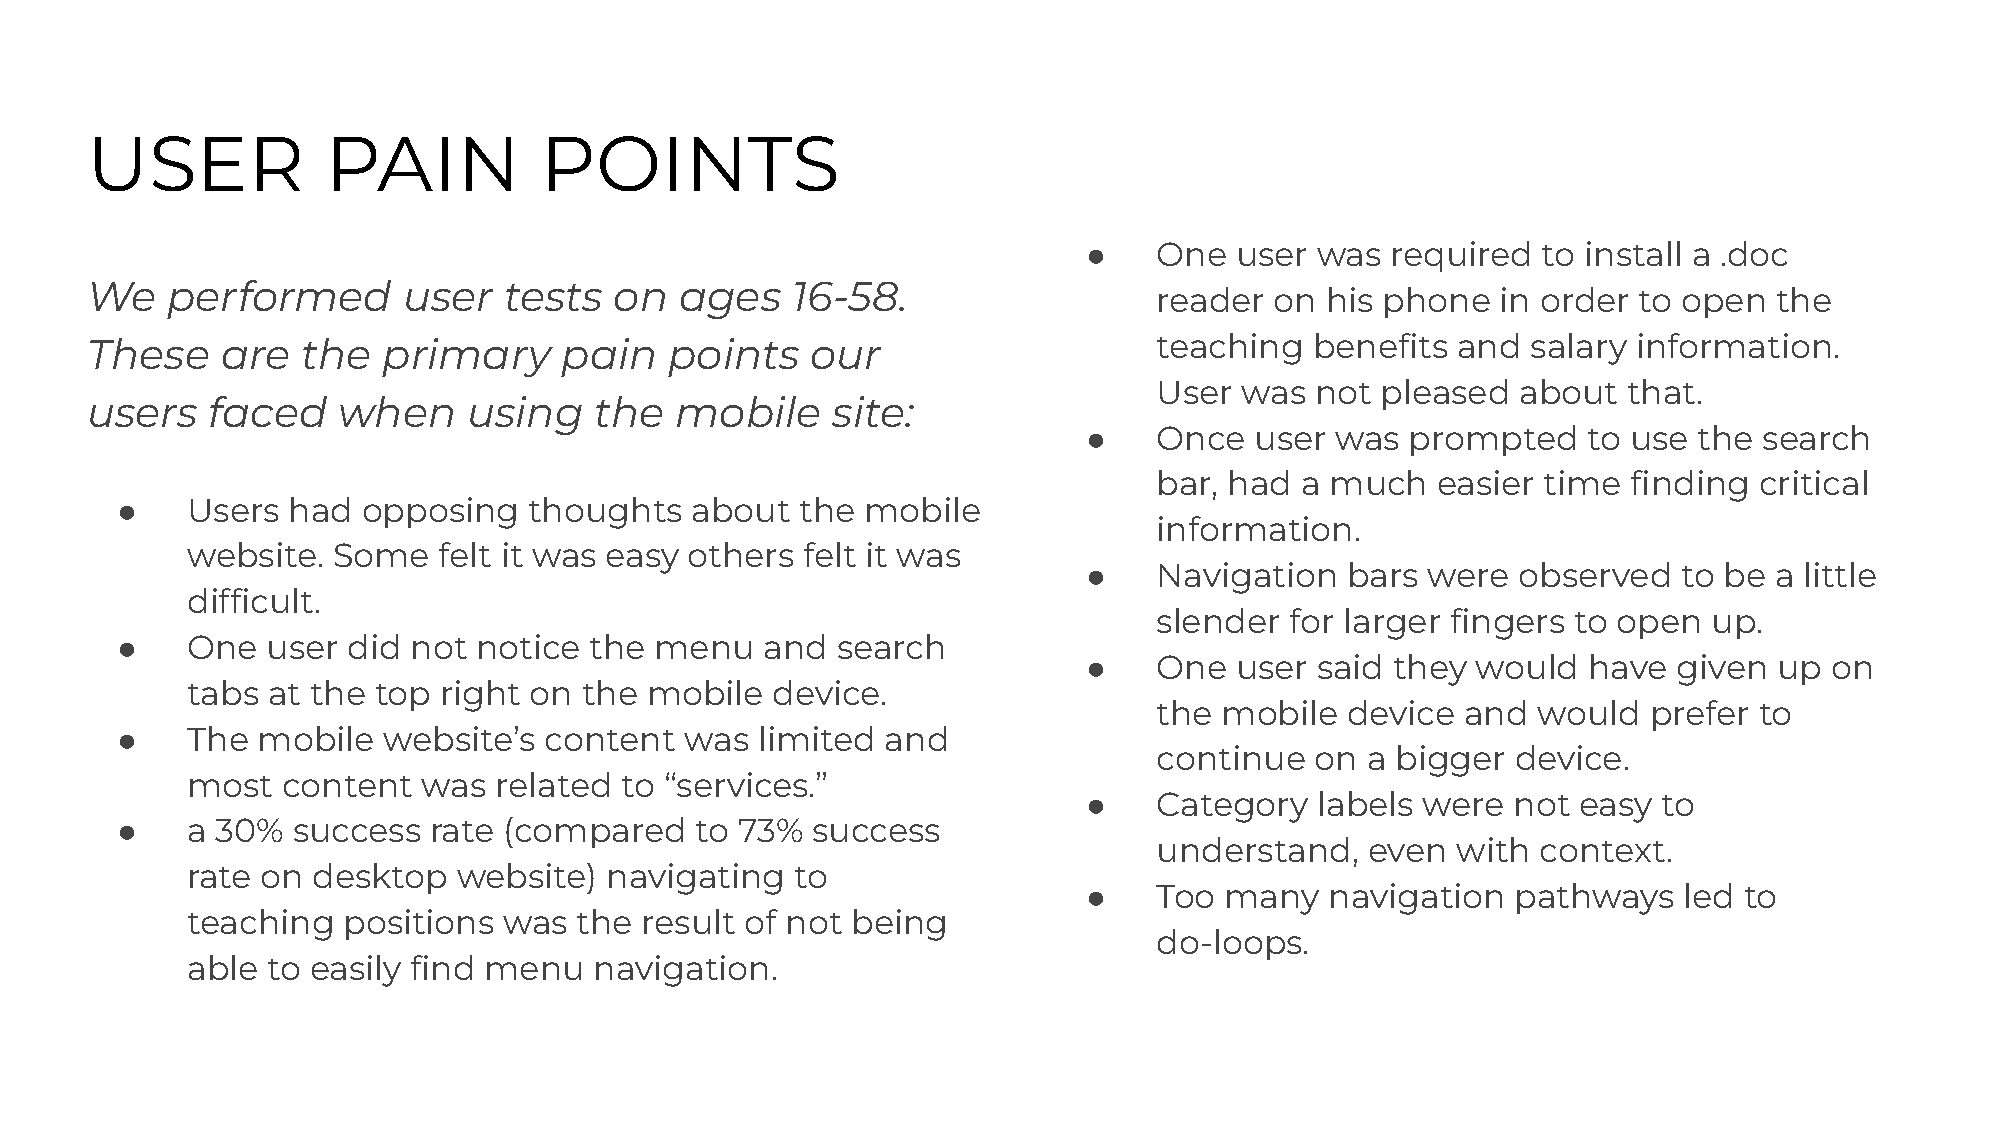 USER PAIN POINTS
We performed user tests on ages 16-58.
These are the primary pain points our
users faced when using the mobile site:
● Users had opposing thoughts about the mobile
website. Some felt it was easy others felt it was
difficult.
● One user did not notice the menu and search
tabs at the top right on the mobile device.
● The mobile website’s content was limited and
most content was related to “services.”
● a 30% success rate (compared to 73% success
rate on desktop website) navigating to
teaching positions was the result of not being
able to easily find menu navigation.
● One user was required to install a .doc
reader on his phone in order to open the
teaching benefits and salary information.
User was not pleased about that.
● Once user was prompted to use the search
bar, had a much easier time finding critical
information.
● Navigation bars were observed to be a little
slender for larger fingers to open up.
● One user said they would have given up on
the mobile device and would prefer to
continue on a bigger device.
● Category labels were not easy to
understand, even with context.
● Too many navigation pathways led to
do-loops.